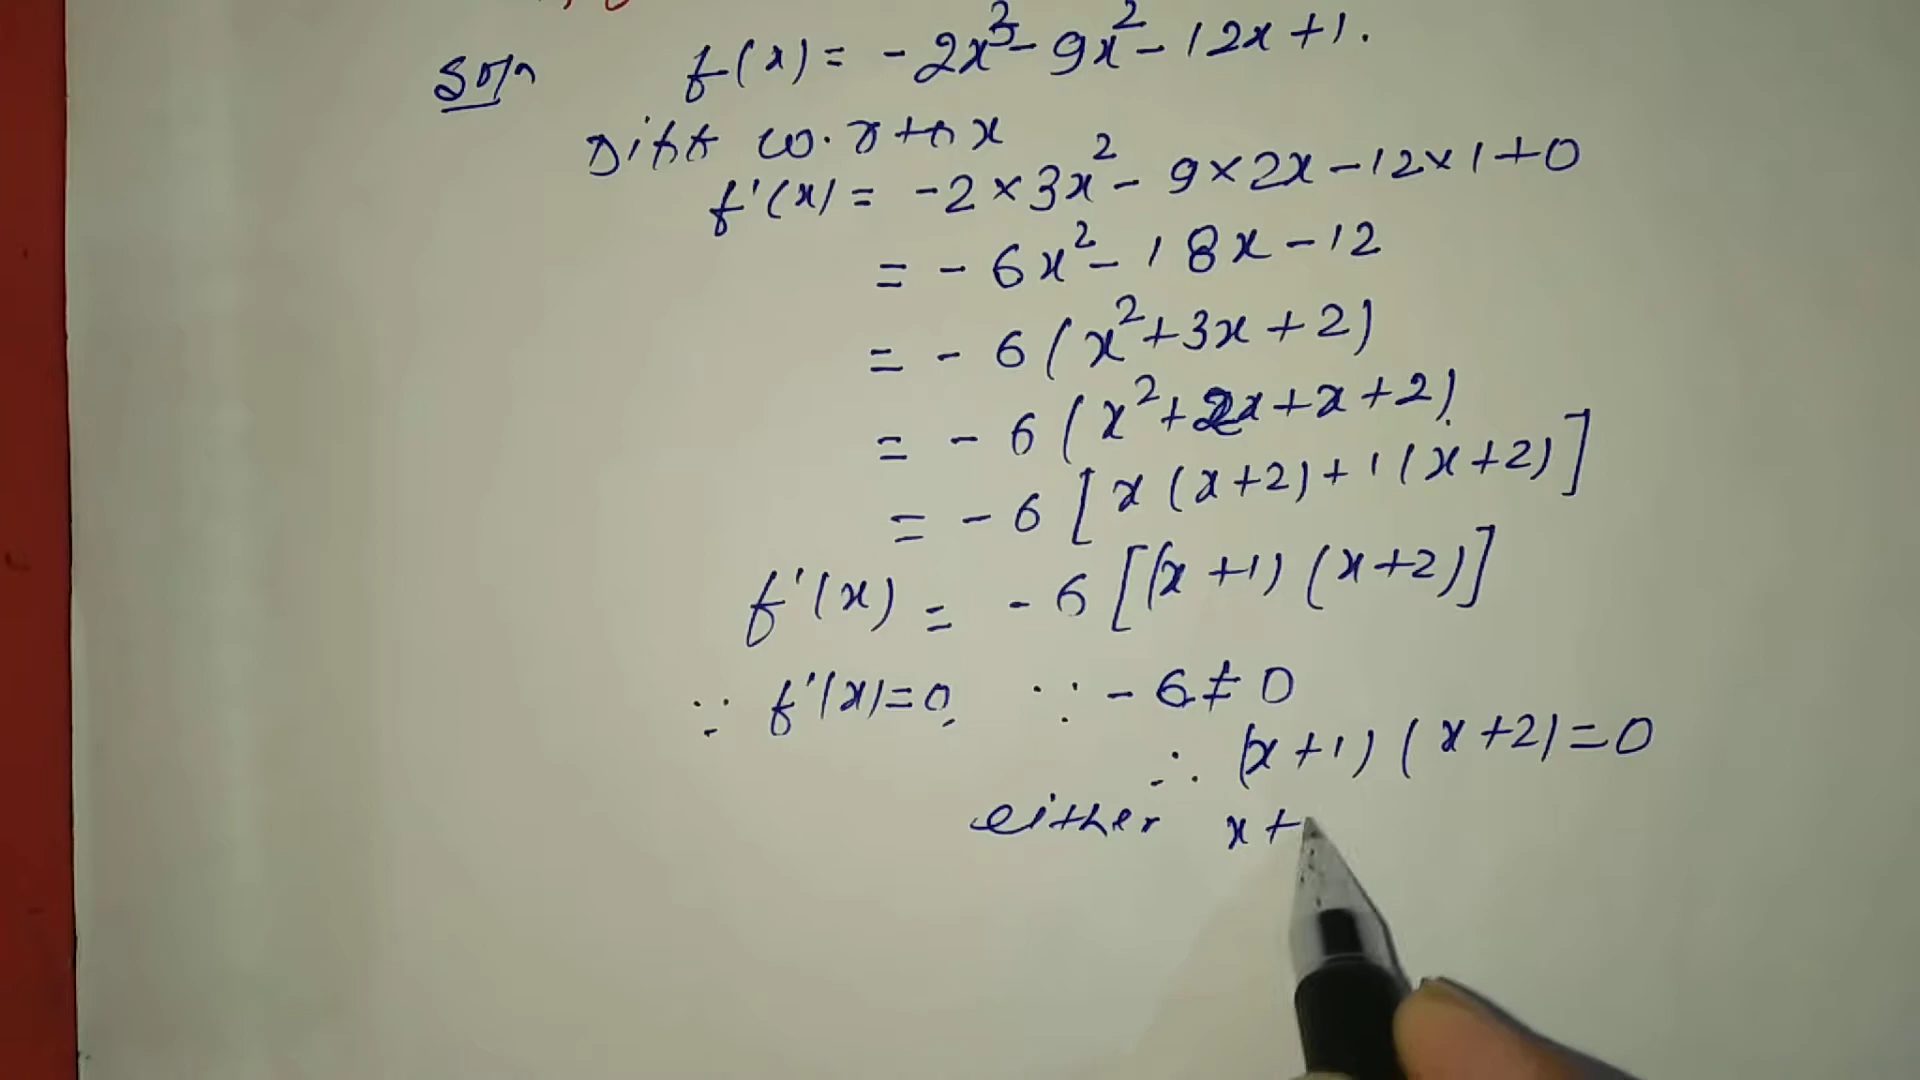 Soln f(x) = -2x³ - 9x² - 12x + 1.
Diff w.r. to x
f'(x) = -2 × 3x² - 9 × 2x - 12 × 1 + 0
= - 6x² - 18x - 12
= - 6 (x² + 3x + 2)
= - 6 (x² + 2x + x + 2)
= - 6 [x (x + 2) + 1 (x + 2)]
f'(x) = - 6 [(x + 1) (x + 2)]
∵ f'(x) = 0, ∵ - 6 ≠ 0
∴ (x + 1) (x + 2) = 0
either x +